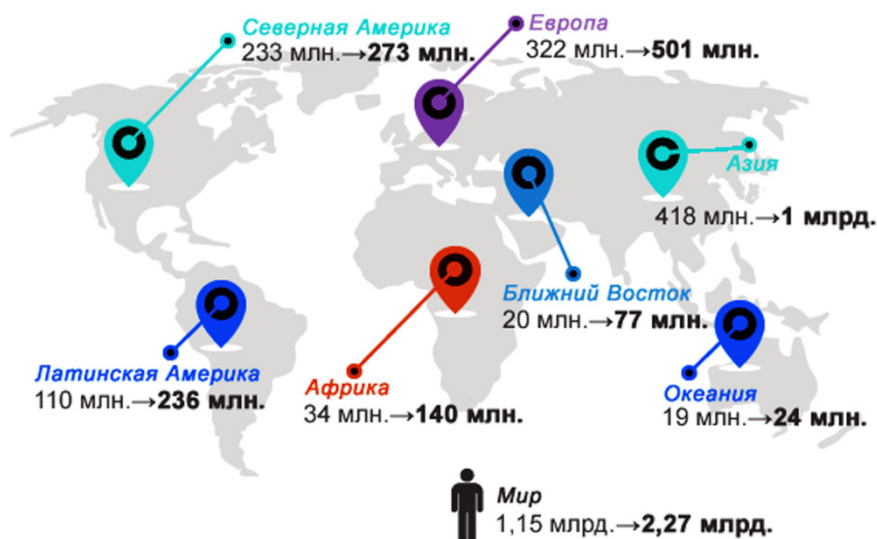 Северная Америка
233 млн.→273 млн.
Европа
322 млн.→501 млн.
Азия
418 млн.→1 млрд.
Ближний Восток
20 млн.→77 млн.
Латинская Америка
110 млн.→236 млн.
Африка
34 млн.→140 млн.
Океания
19 млн.→24 млн.
Мир
1,15 млрд.→2,27 млрд.